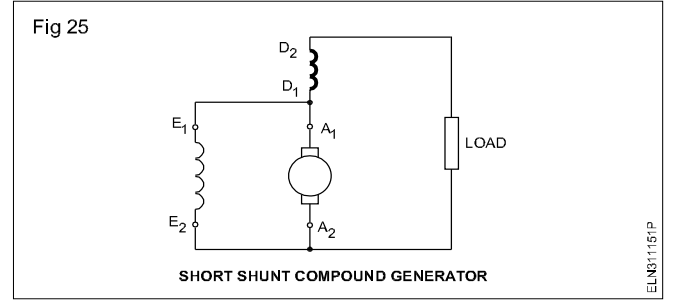 Fig 25
D2
D1
E1
A1
LOAD
E2
A2
SHORT SHUNT COMPOUND GENERATOR
ELN311151P